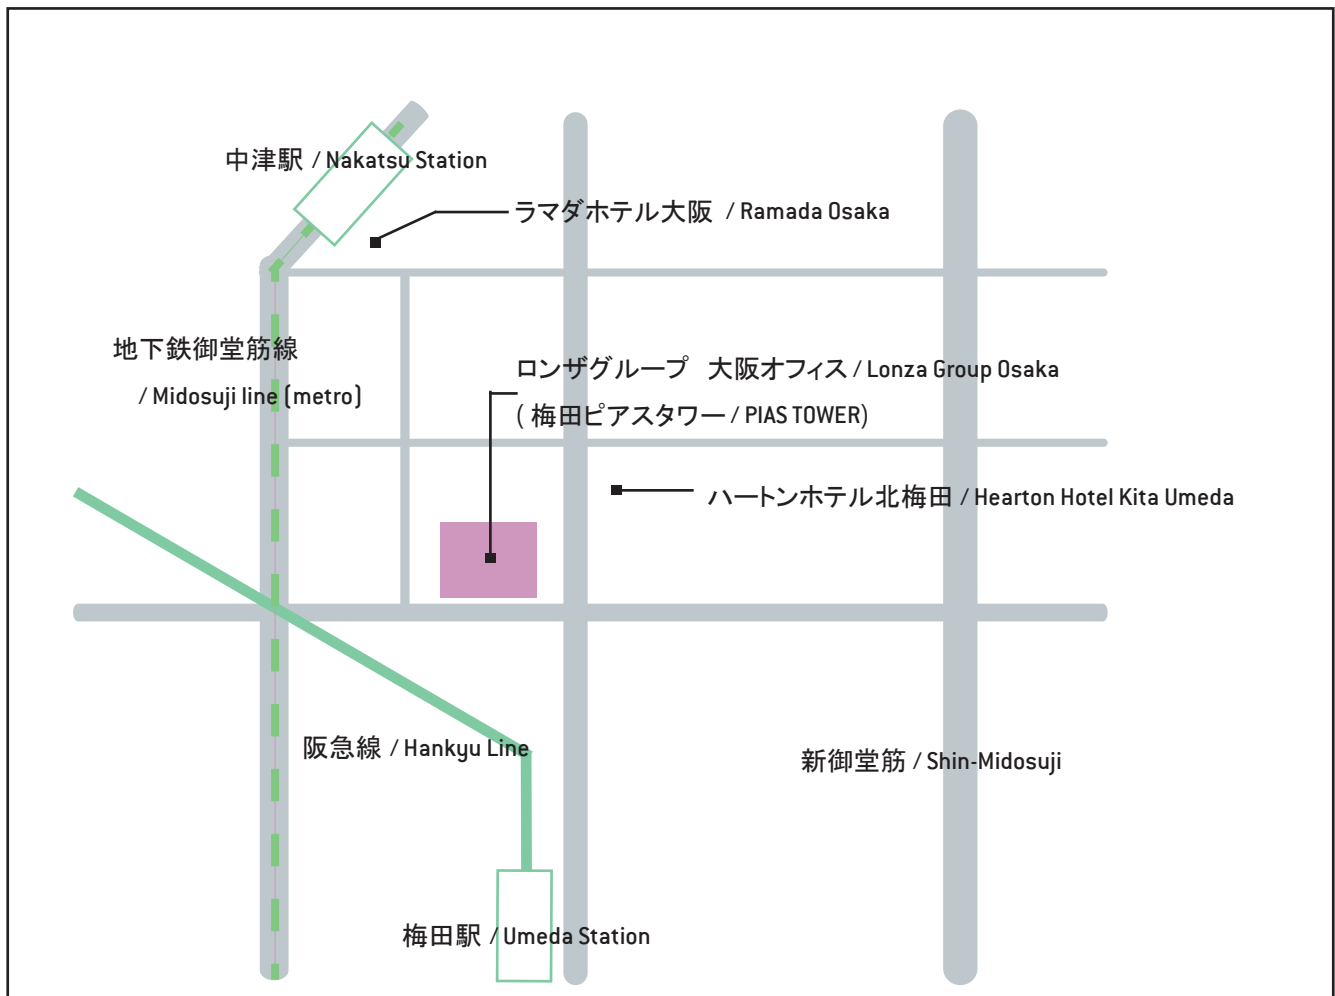 中津駅 / Nakatsu Station
ラマダホテル大阪 / Ramada Osaka
地下鉄御堂筋線
/ Midosuji line (metro)
ロンザグループ 大阪オフィス / Lonza Group Osaka
( 梅田ピアスタワー / PIAS TOWER)
ハートンホテル北梅田 / Hearton Hotel Kita Umeda
阪急線 / Hankyu Line
新御堂筋 / Shin-Midosuji
梅田駅 / Umeda Station